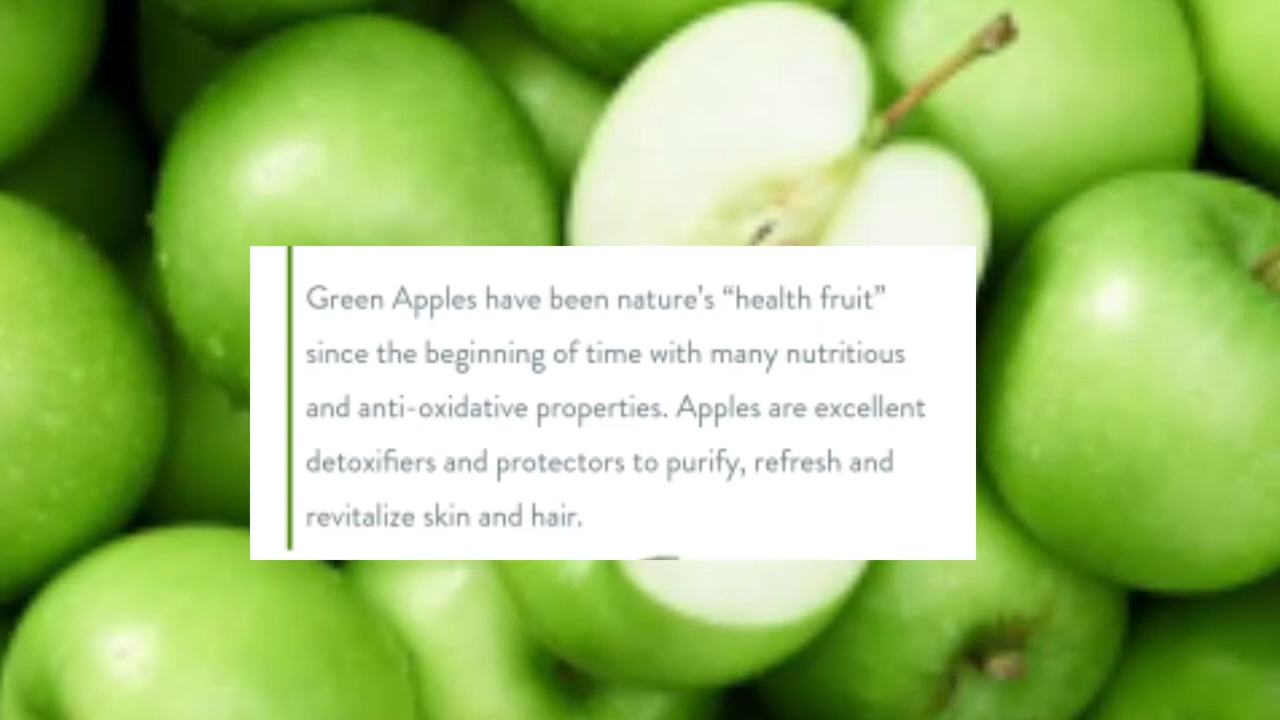 Green Apples have been nature's “health fruit”
since the beginning of time with many nutritious
and anti-oxidative properties. Apples are excellent
detoxifiers and protectors to purify, refresh and
revitalize skin and hair.